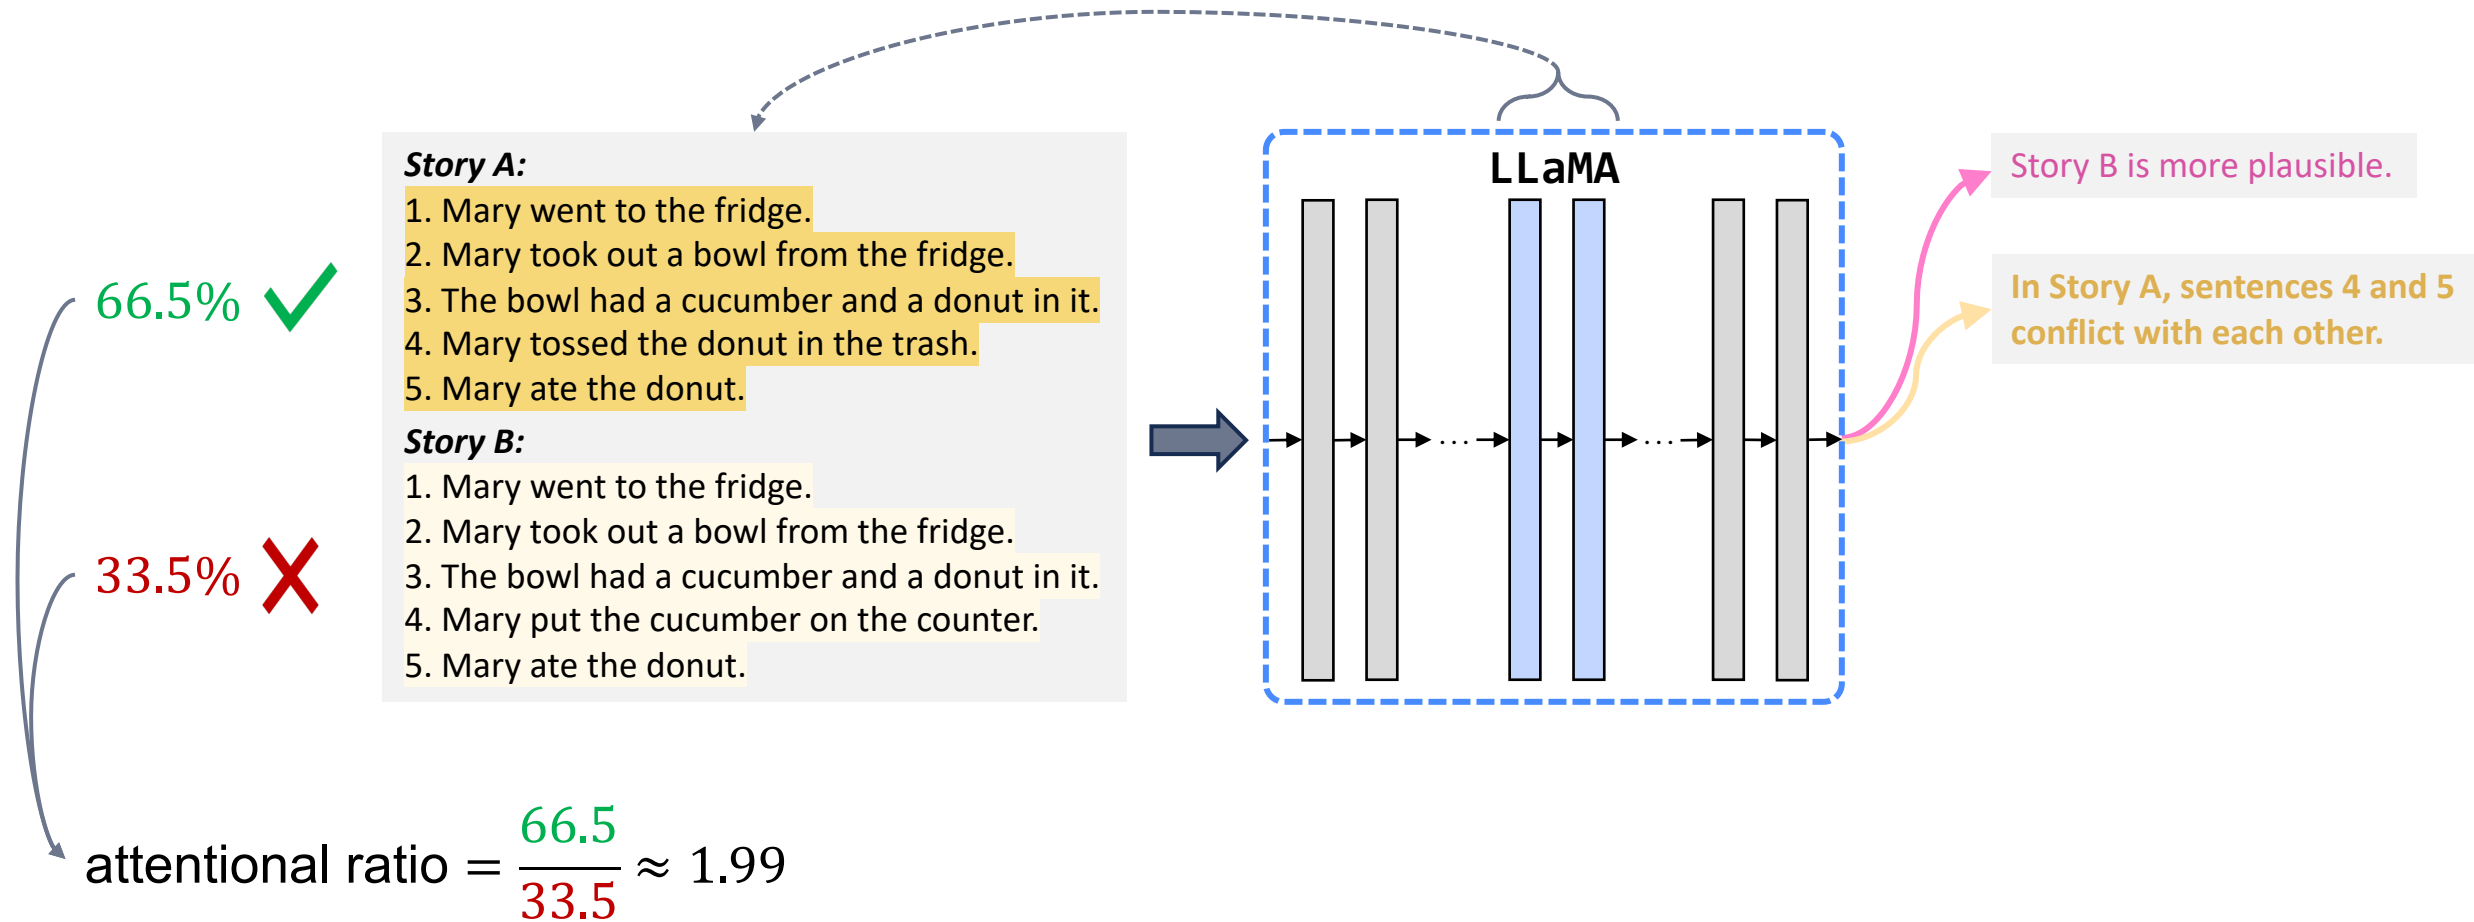 Story A:
1. Mary went to the fridge.
2. Mary took out a bowl from the fridge.
3. The bowl had a cucumber and a donut in it.
4. Mary tossed the donut in the trash.
5. Mary ate the donut.
66.5%
Story B:
1. Mary went to the fridge.
2. Mary took out a bowl from the fridge.
3. The bowl had a cucumber and a donut in it.
4. Mary put the cucumber on the counter.
5. Mary ate the donut.
33.5%
LLaMA
...
...
Story B is more plausible.
In Story A, sentences 4 and 5
conflict with each other.
attentional ratio = 66.5 / 33.5 ≈ 1.99